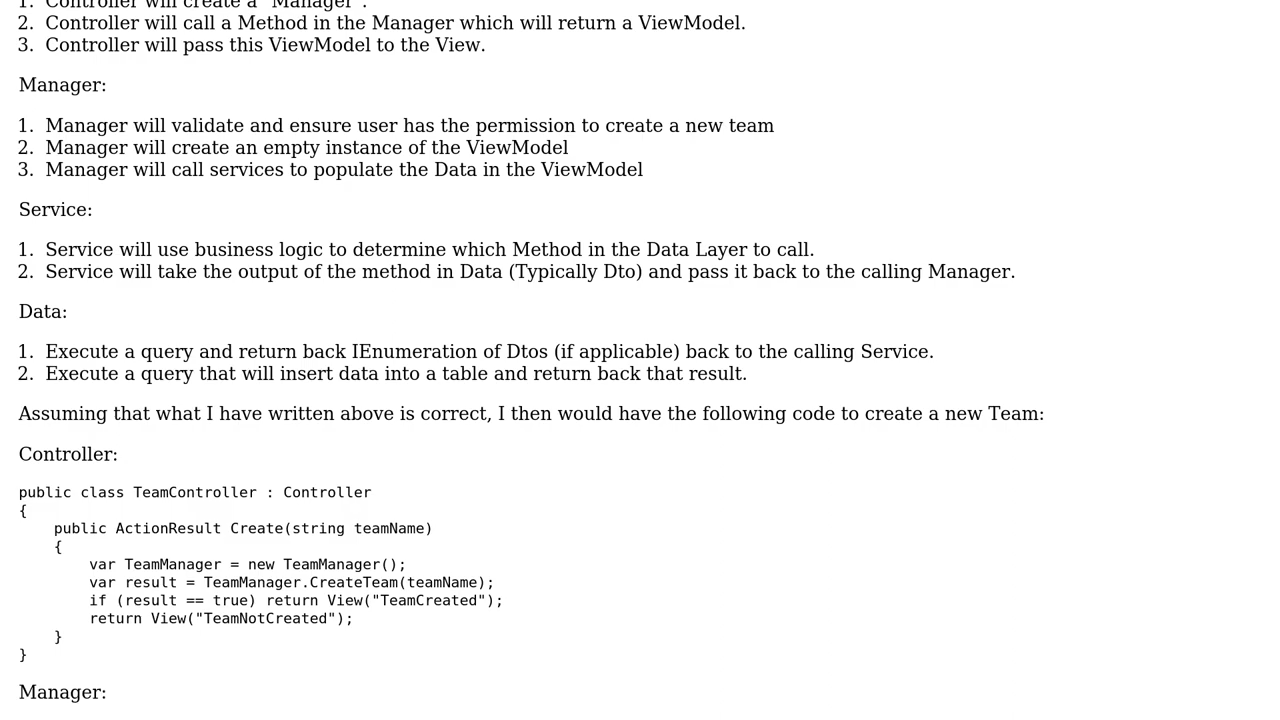 1. Controller will create a "Manager".
2. Controller will call a Method in the Manager which will return a ViewModel.
3. Controller will pass this ViewModel to the View.
Manager:
1. Manager will validate and ensure user has the permission to create a new team
2. Manager will create an empty instance of the ViewModel
3. Manager will call services to populate the Data in the ViewModel
Service:
1. Service will use business logic to determine which Method in the Data Layer to call.
2. Service will take the output of the method in Data (Typically Dto) and pass it back to the calling Manager.
Data:
1. Execute a query and return back IEnumeration of Dtos (if applicable) back to the calling Service.
2. Execute a query that will insert data into a table and return back that result.
Assuming that what I have written above is correct, I then would have the following code to create a new Team:
Controller:
public class TeamController : Controller
{
    public ActionResult Create(string teamName)
    {
        var TeamManager = new TeamManager();
        var result = TeamManager.CreateTeam(teamName);
        if (result == true) return View("TeamCreated");
        return View("TeamNotCreated");
    }
}
Manager: